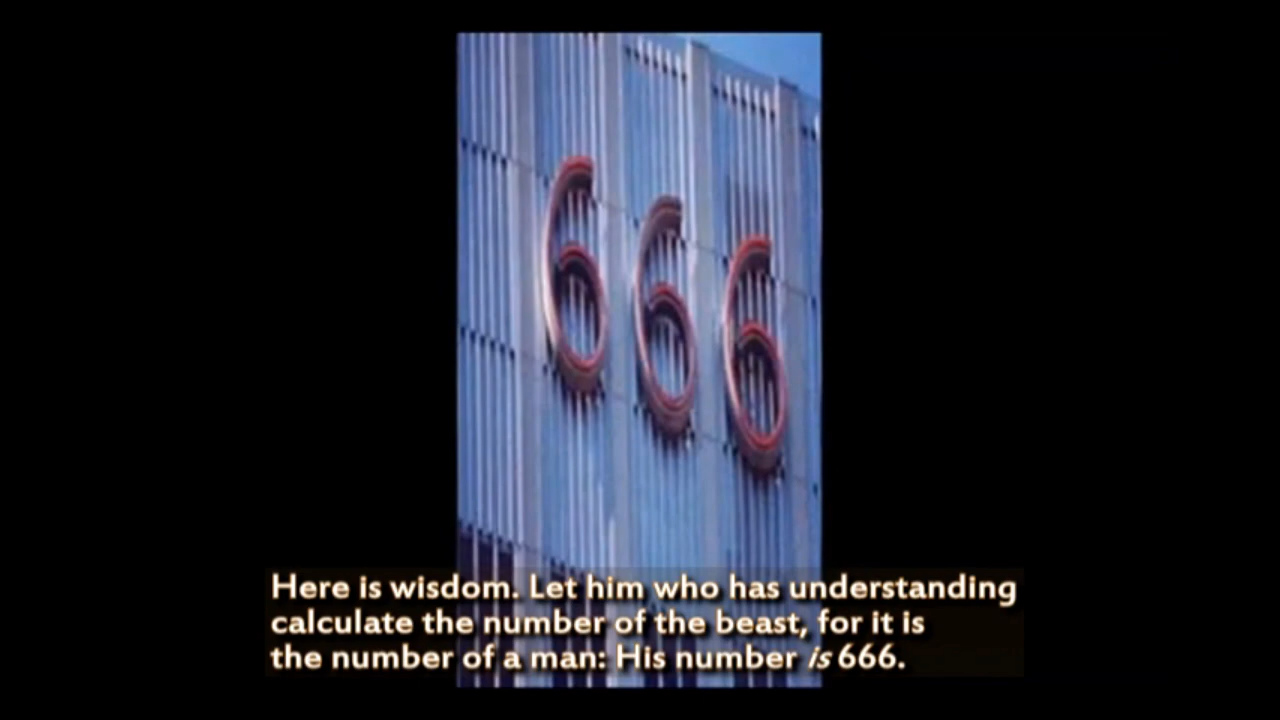 666
Here is wisdom. Let him who has understanding
calculate the number of the beast, for it is
the number of a man: His number is 666.